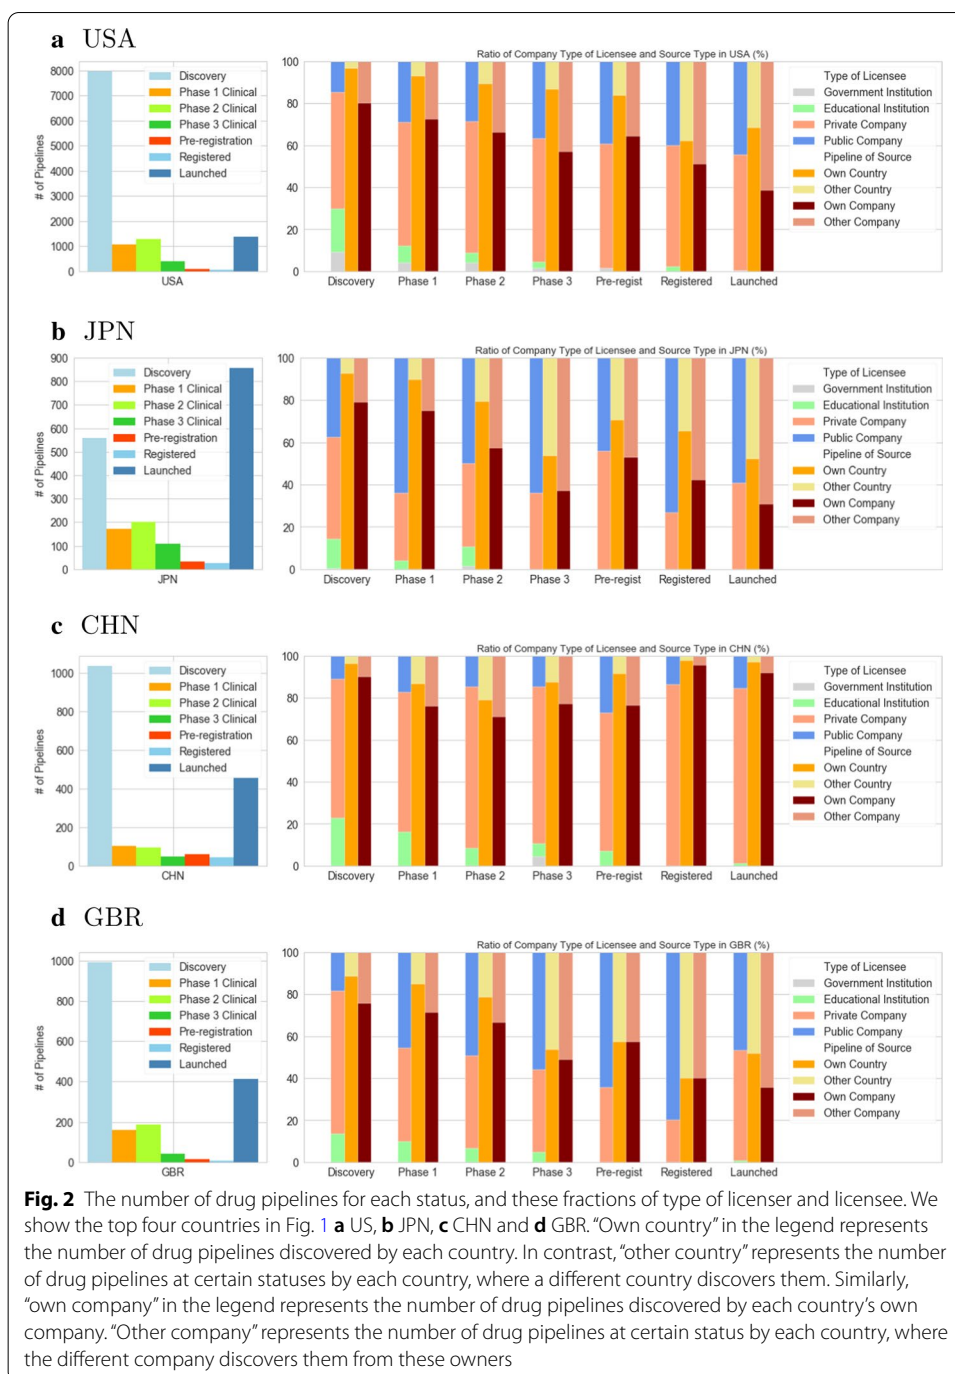 a USA
Ratio of Company Type of Licensee and Source Type in USA (%)
# of Pipelines
8000
7000
6000
5000
4000
3000
2000
1000
0
Discovery
Phase 1 Clinical
Phase 2 Clinical
Phase 3 Clinical
Pre-registration
Registered
Launched
USA
100
80
60
40
20
0
Discovery Phase 1 Phase 2 Phase 3 Pre-regist Registered Launched
Type of Licensee
Government Institution
Educational Institution
Private Company
Public Company
Pipeline of Source
Own Country
Other Country
Own Company
Other Company
b JPN
Ratio of Company Type of Licensee and Source Type in JPN (%)
# of Pipelines
900
800
700
600
500
400
300
200
100
0
Discovery
Phase 1 Clinical
Phase 2 Clinical
Phase 3 Clinical
Pre-registration
Registered
Launched
JPN
100
80
60
40
20
0
Discovery Phase 1 Phase 2 Phase 3 Pre-regist Registered Launched
Type of Licensee
Government Institution
Educational Institution
Private Company
Public Company
Pipeline of Source
Own Country
Other Country
Own Company
Other Company
c CHN
Ratio of Company Type of Licensee and Source Type in CHN (%)
# of Pipelines
1000
800
600
400
200
0
Discovery
Phase 1 Clinical
Phase 2 Clinical
Phase 3 Clinical
Pre-registration
Registered
Launched
CHN
100
80
60
40
20
0
Discovery Phase 1 Phase 2 Phase 3 Pre-regist Registered Launched
Type of Licensee
Government Institution
Educational Institution
Private Company
Public Company
Pipeline of Source
Own Country
Other Country
Own Company
Other Company
d GBR
Ratio of Company Type of Licensee and Source Type in GBR (%)
# of Pipelines
1000
800
600
400
200
0
Discovery
Phase 1 Clinical
Phase 2 Clinical
Phase 3 Clinical
Pre-registration
Registered
Launched
GBR
100
80
60
40
20
0
Discovery Phase 1 Phase 2 Phase 3 Pre-regist Registered Launched
Type of Licensee
Government Institution
Educational Institution
Private Company
Public Company
Pipeline of Source
Own Country
Other Country
Own Company
Other Company
Fig. 2 The number of drug pipelines for each status, and these fractions of type of licenser and licensee. We
show the top four countries in Fig. 1 a US, b JPN, c CHN and d GBR. “Own country” in the legend represents
the number of drug pipelines discovered by each country. In contrast, “other country” represents the number
of drug pipelines at certain statuses by each country, where a different country discovers them. Similarly,
“own company” in the legend represents the number of drug pipelines discovered by each country’s own
company. “Other company” represents the number of drug pipelines at certain status by each country, where
the different company discovers them from these owners